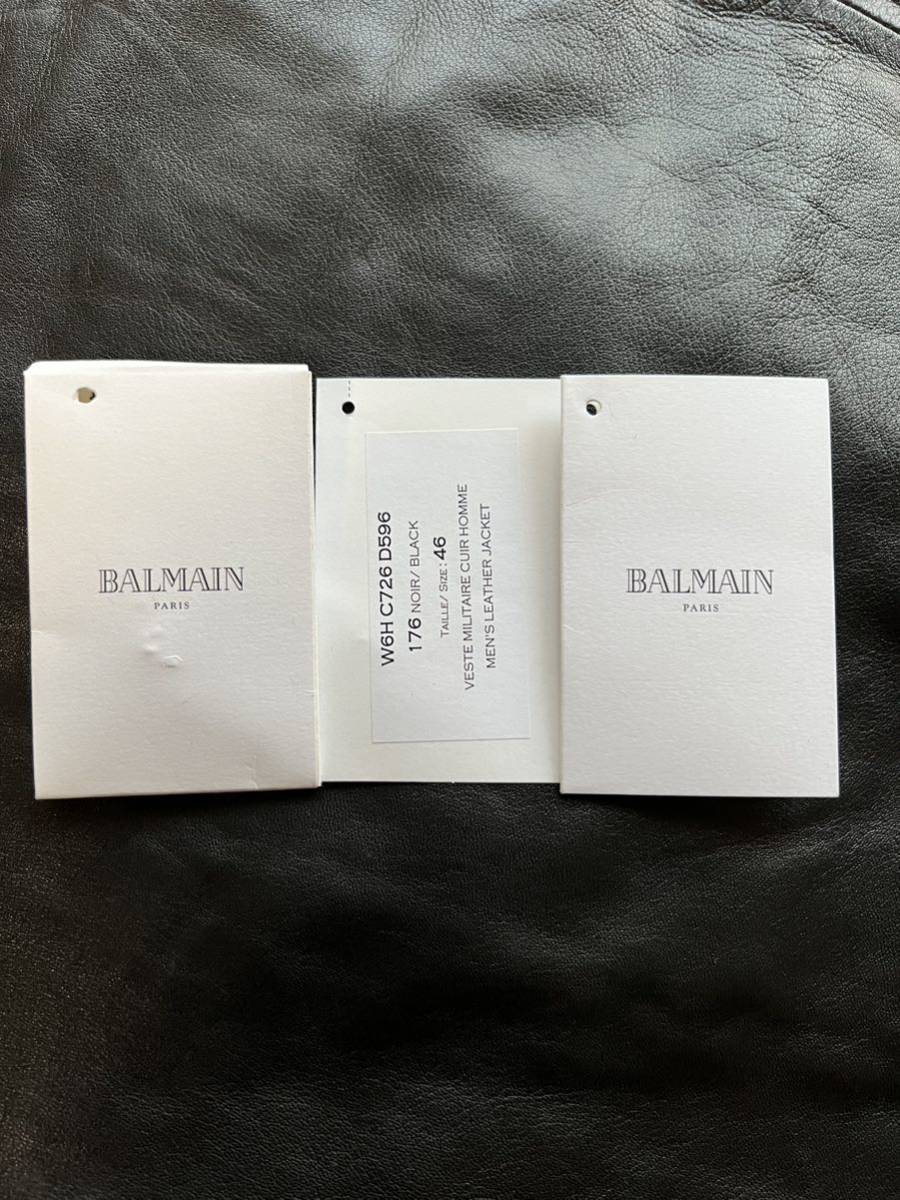 BALMAIN
PARIS
W6H C726 D596
176 NOIR/ BLACK
TAILLE/ SIZE : 46
VESTE MILITAIRE CUIR HOMME
MEN'S LEATHER JACKET
BALMAIN
PARIS